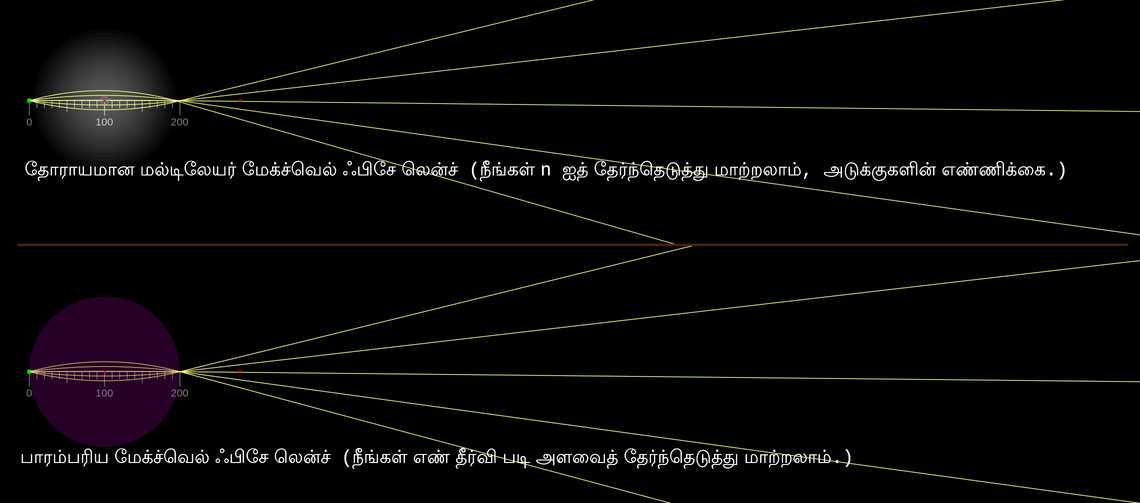 0 100 200
தோராயமான மல்டிலேயர் மேக்ச்வெல் ஃபிசே லென்ச் (நீங்கள் n ஐத் தேர்ந்தெடுத்து மாற்றலாம், அடுக்குகளின் எண்ணிக்கை.)
0 100 200
பாரம்பரிய மேக்ச்வெல் ஃபிசே லென்ச் (நீங்கள் எண் தீர்வி படி அளவைத் தேர்ந்தெடுத்து மாற்றலாம்.)